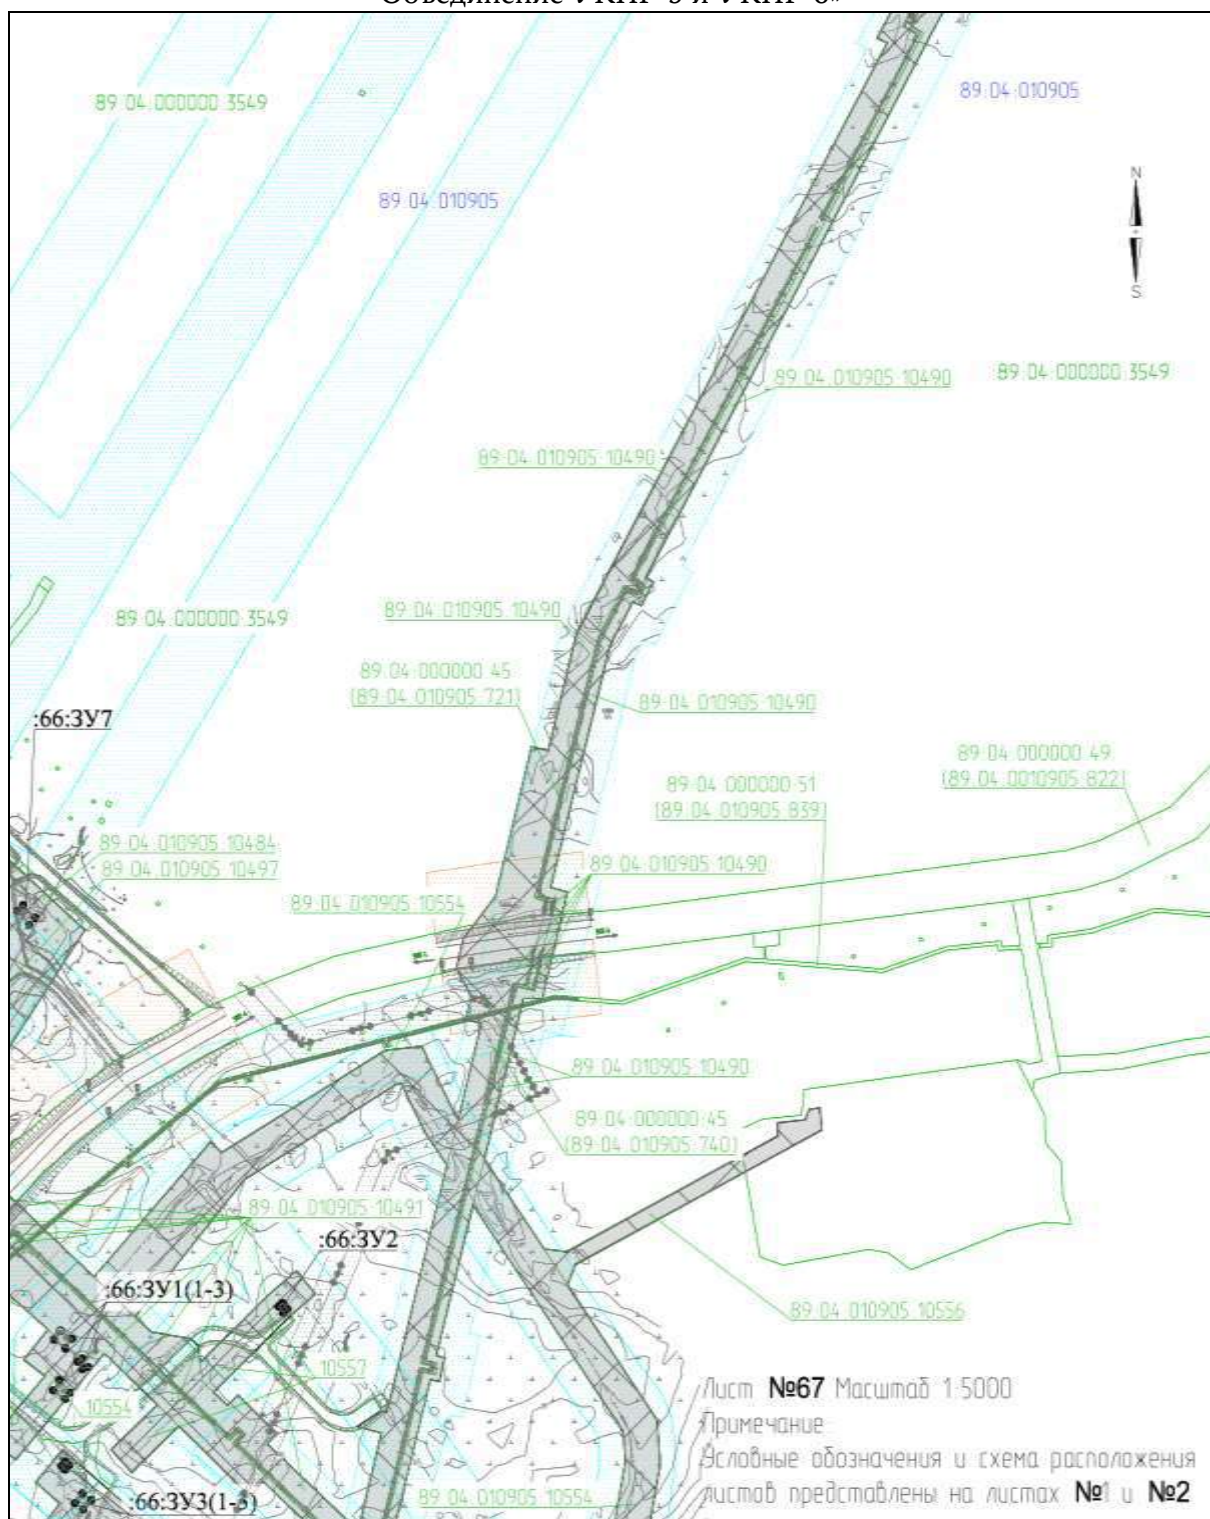 89:04:000000:3549
89:04:010905
89:04:010905
N
S
89:04:010905:10490
89:04:000000:3549
89:04:010905:10490
89:04:010905:10490
89:04:000000:3549
89:04:000000:45
(89:04:010905:721)
89:04:010905:10490
:66:ЗУ7
89:04:000000:49
(89:04:0010905:822)
89:04:000000:51
(89:04:010905:839)
89:04:010905:10484
89:04:010905:10497
89:04:010905:10490
89:04:010905:10554
89:04:010905:10490
89:04:000000:45
(89:04:010905:740)
89:04:010905:10491
:66:ЗУ2
:66:ЗУ1(1-3)
89:04:010905:10556
10557
10554
Лист №67 Масштаб 1:5000
Примечание:
Условные обозначения и схема расположения
листов представлены на листах №1 и №2
:66:ЗУ3(1-3)
89:04:010905:10554